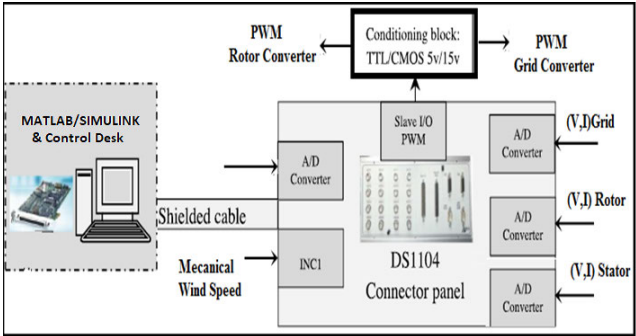 PWM
Rotor Converter
Conditioning block:
TTL/CMOS 5v/15v
PWM
Grid Converter
MATLAB/SIMULINK
& Control Desk
Slave I/O
PWM
A/D
Converter
A/D
Converter
(V,I)Grid
Shielded cable
A/D
Converter
(V,I) Rotor
Mecanical
Wind Speed
INC1
DS1104
Connector panel
A/D
Converter
(V,I) Stator